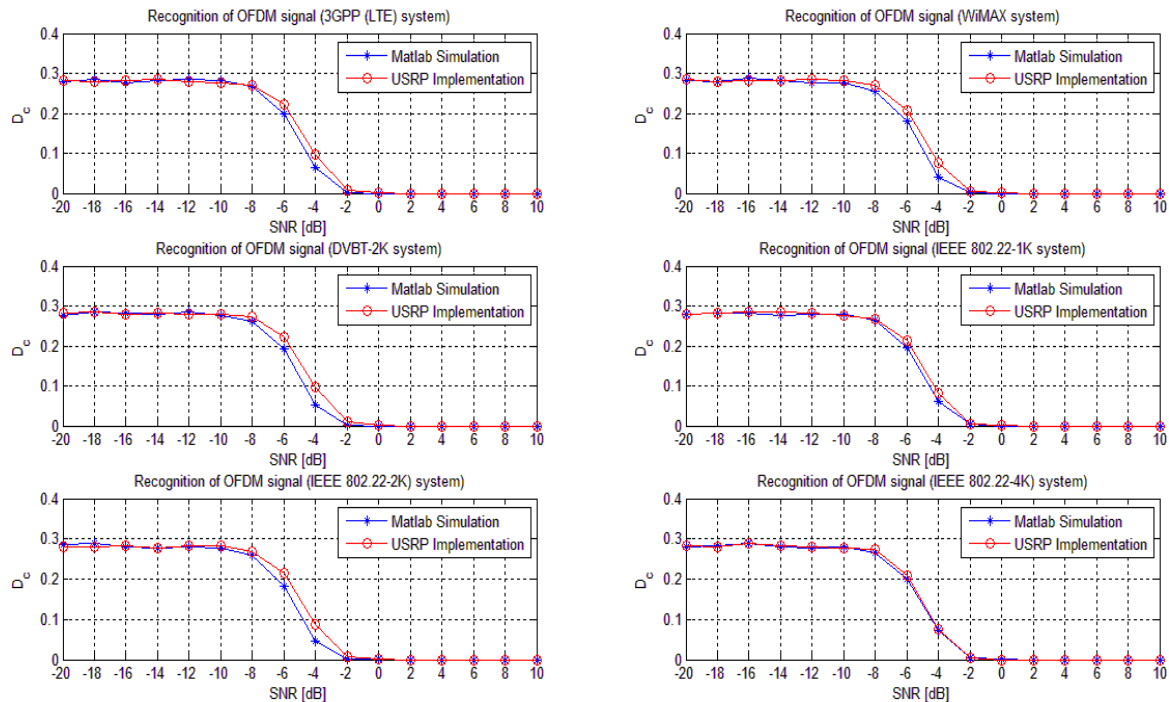 Recognition of OFDM signal (3GPP (LTE) system)
0.4
0.3
0.2
0.1
0
D_c
Matlab Simulation
USRP Implementation
-20 -18 -16 -14 -12 -10 -8 -6 -4 -2 0 2 4 6 8 10
SNR [dB]
Recognition of OFDM signal (WiMAX system)
0.4
0.3
0.2
0.1
0
D_c
Matlab Simulation
USRP Implementation
-20 -18 -16 -14 -12 -10 -8 -6 -4 -2 0 2 4 6 8 10
SNR [dB]
Recognition of OFDM signal (DVBT-2K system)
0.4
0.3
0.2
0.1
0
D_c
Matlab Simulation
USRP Implementation
-20 -18 -16 -14 -12 -10 -8 -6 -4 -2 0 2 4 6 8 10
SNR [dB]
Recognition of OFDM signal (IEEE 802.22-1K system)
0.4
0.3
0.2
0.1
0
D_c
Matlab Simulation
USRP Implementation
-20 -18 -16 -14 -12 -10 -8 -6 -4 -2 0 2 4 6 8 10
SNR [dB]
Recognition of OFDM signal (IEEE 802.22-2K) system)
0.4
0.3
0.2
0.1
0
D_c
Matlab Simulation
USRP Implementation
-20 -18 -16 -14 -12 -10 -8 -6 -4 -2 0 2 4 6 8 10
SNR [dB]
Recognition of OFDM signal (IEEE 802.22-4K) system)
0.4
0.3
0.2
0.1
0
D_c
Matlab Simulation
USRP Implementation
-20 -18 -16 -14 -12 -10 -8 -6 -4 -2 0 2 4 6 8 10
SNR [dB]